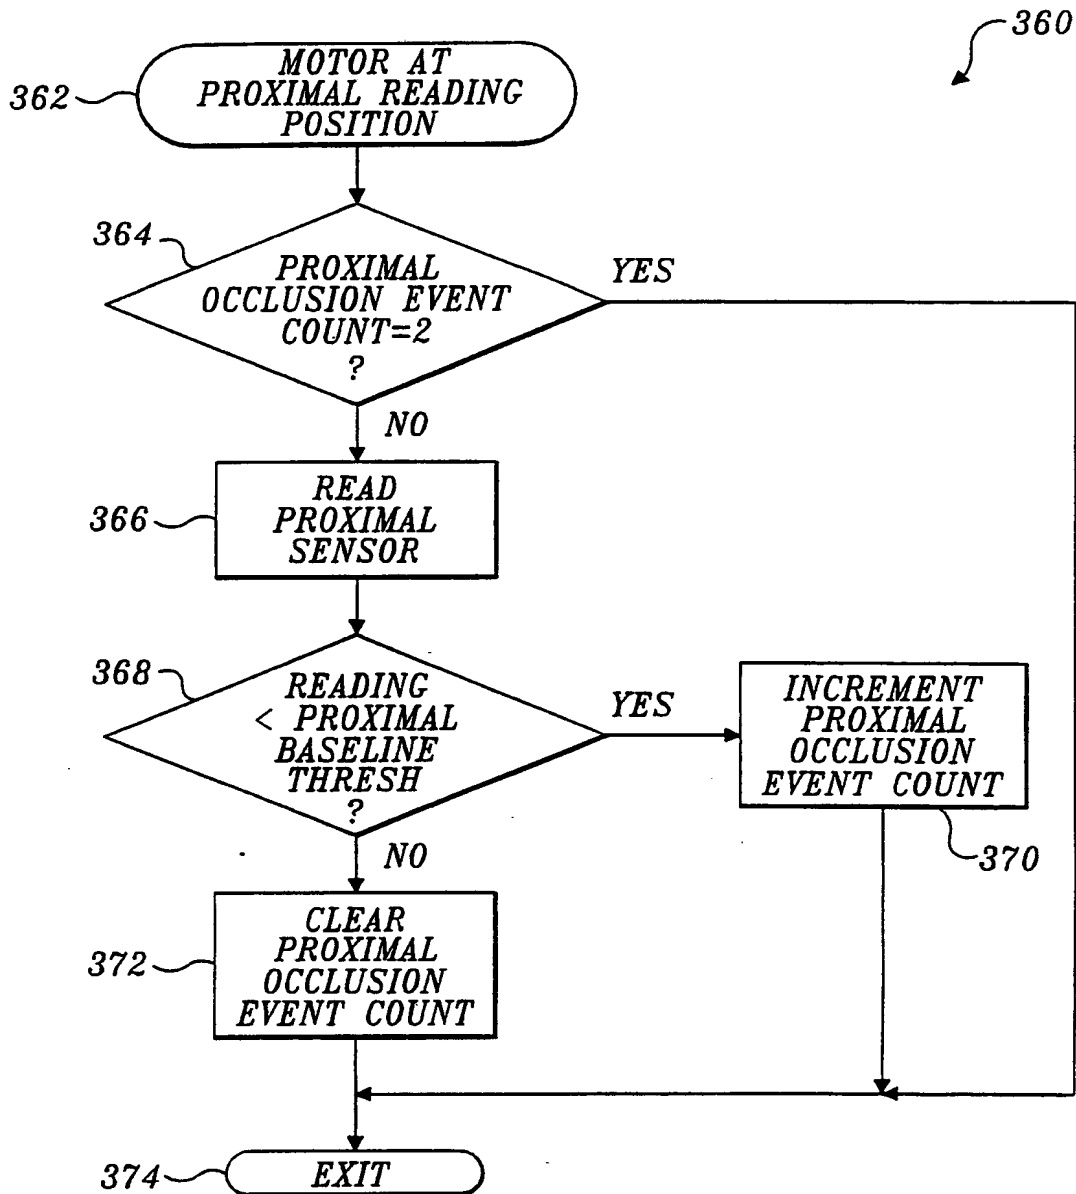 360
362
MOTOR AT
PROXIMAL READING
POSITION
364
PROXIMAL
OCCLUSION EVENT
COUNT=2
?
YES
NO
366
READ
PROXIMAL
SENSOR
368
READING
< PROXIMAL
BASELINE
THRESH
?
YES
INCREMENT
PROXIMAL
OCCLUSION
EVENT COUNT
370
NO
372
CLEAR
PROXIMAL
OCCLUSION
EVENT COUNT
374
EXIT